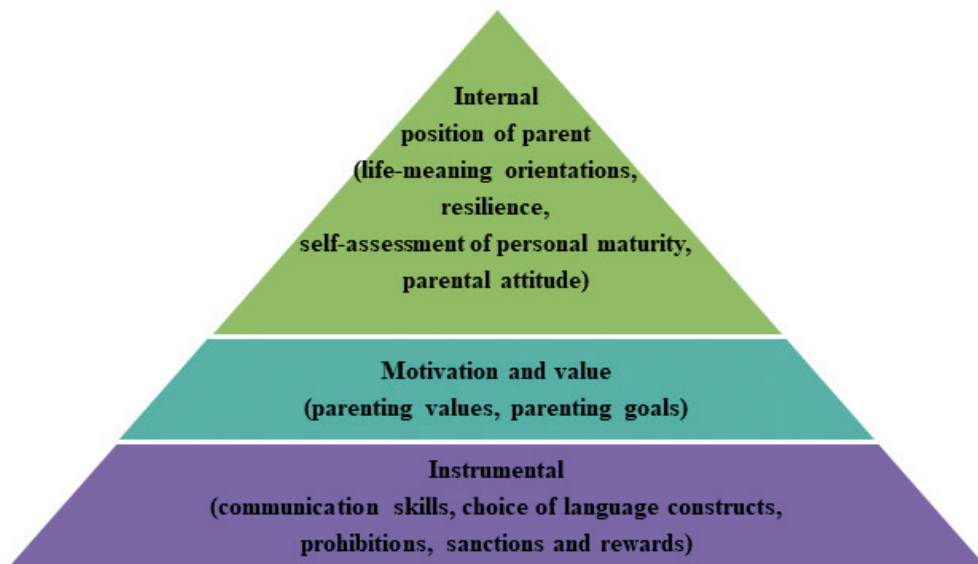 Internal
position of parent
(life-meaning orientations,
resilience,
self-assessment of personal maturity,
parental attitude)
Motivation and value
(parenting values, parenting goals)
Instrumental
(communication skills, choice of language constructs,
prohibitions, sanctions and rewards)